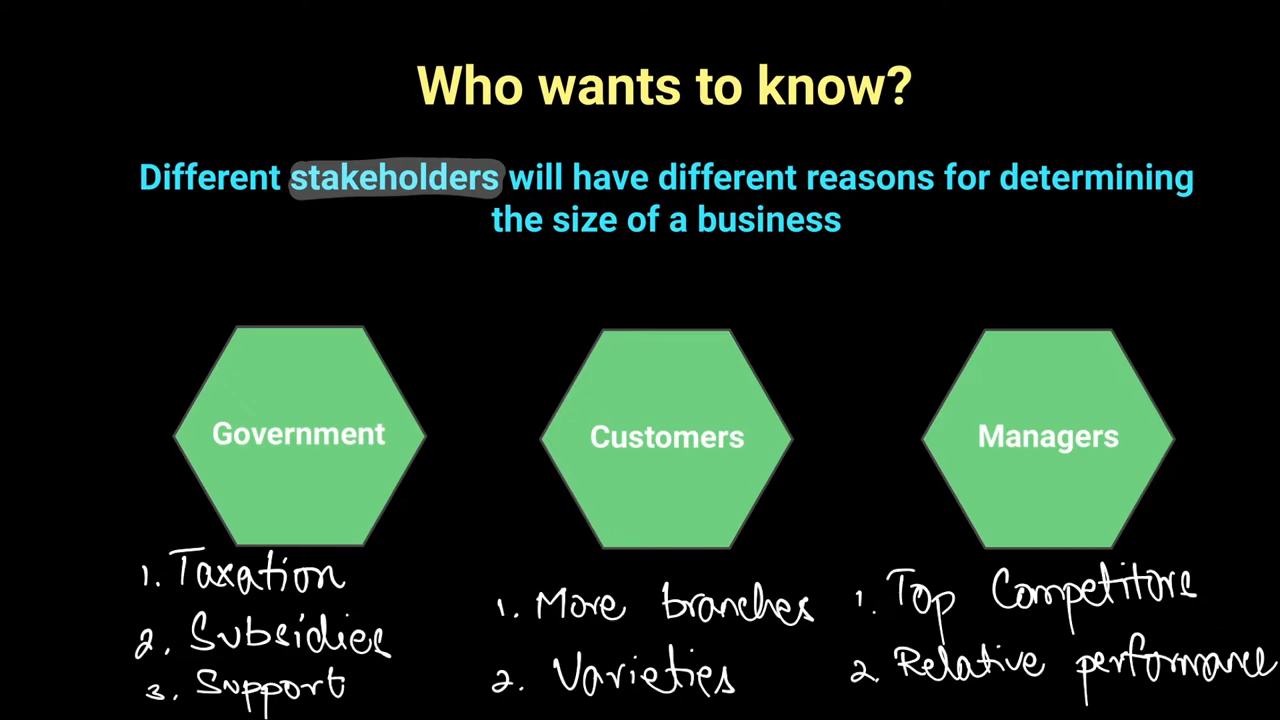 Who wants to know?
Different stakeholders will have different reasons for determining
the size of a business
Government
Customers
Managers
1. Taxation
2. Subsidies
3. Support
1. More branches
2. Varieties
1. Top Competitors
2. Relative performance